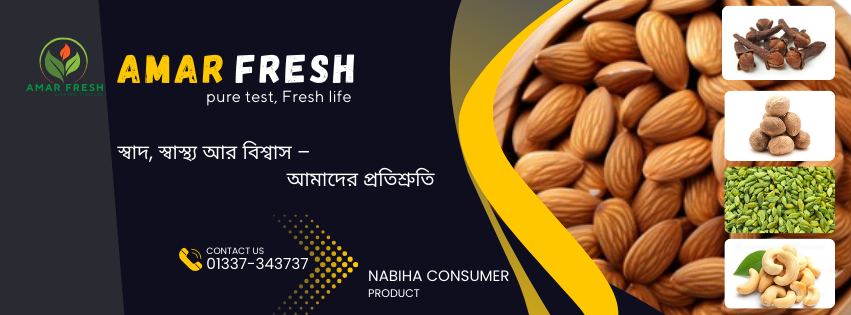 AMAR FRESH
AMAR FRESH
pure test, Fresh life
স্বাদ, স্বাস্থ্য আর বিশ্বাস –
আমাদের প্রতিশ্রুতি
CONTACT US
01337-343737
NABIHA CONSUMER
PRODUCT